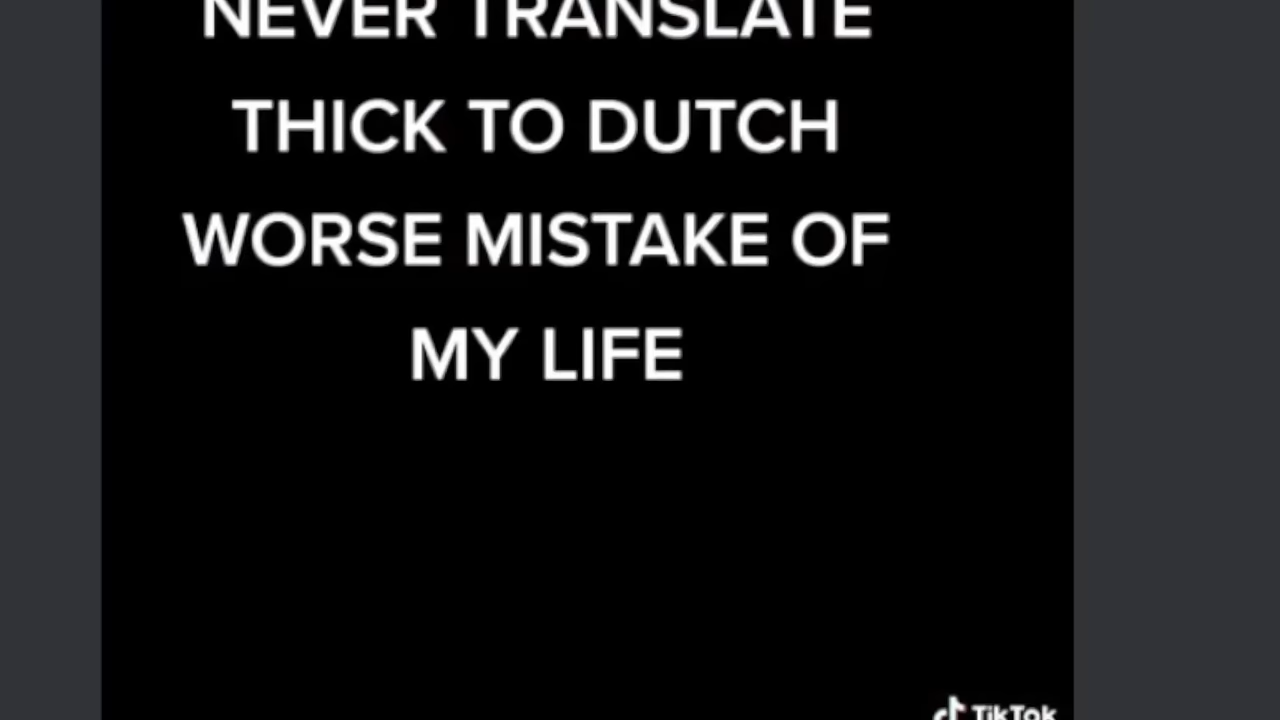 NEVER TRANSLATE
THICK TO DUTCH
WORSE MISTAKE OF
MY LIFE
TikTok